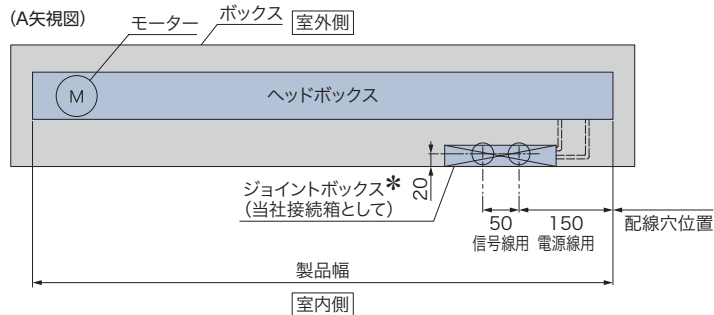 (A矢視図)
モーター
ボックス
室外側
M
ヘッドボックス
ジョイントボックス*
(当社接続箱として)
20
50
150
配線穴位置
信号線用
電源線用
製品幅
室内側